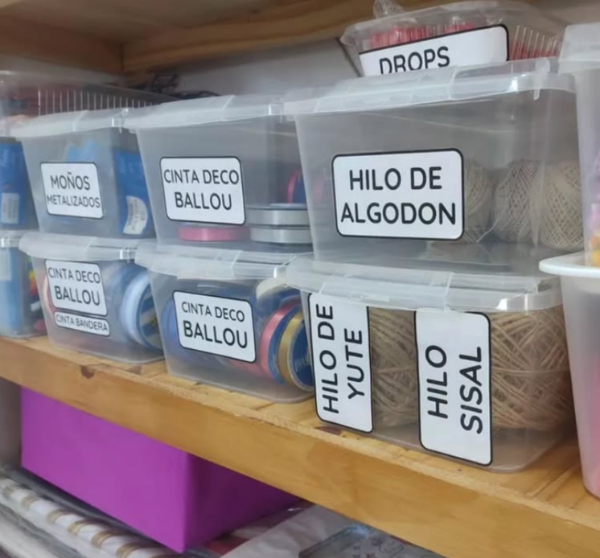 DROPS
MOÑOS
METALIZADOS
CINTA DECO
BALLOU
HILO DE
ALGODON
CINTA DECO
BALLOU
CINTA BANDERA
CINTA DECO
BALLOU
HILO DE
YUTE
HILO
SISAL